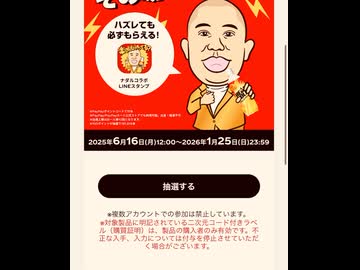 ハズレても
必ずもらえる!
ナダルコラボ
LINEスタンプ
2025年6月16日(月)12:00〜2026年1月25日(日)23:59
抽選する
※複数アカウントでの参加は禁止しています。
※対象製品に明記されている二次元コード付きラベ
ル（購買証明）は、製品の購入者のみ有効です。不
正な入手、入力については付与を停止させていただ
く場合がございます。